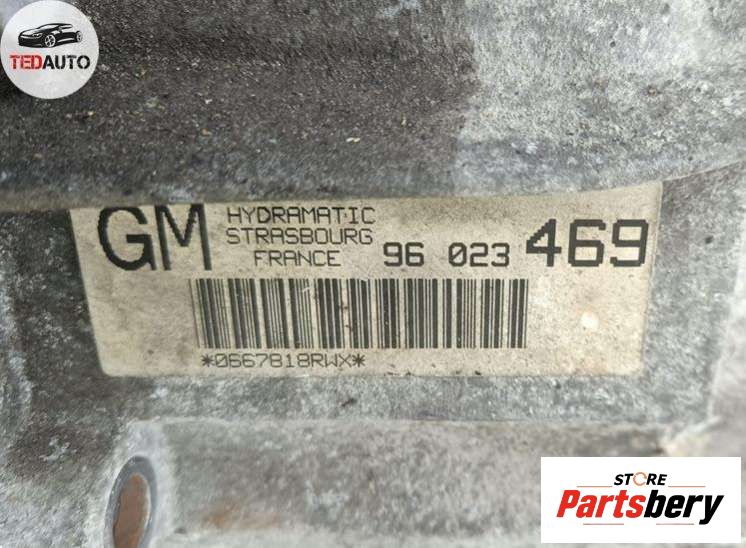 TEDAUTO
GM
HYDRAMATIC
STRASBOURG
FRANCE
96 023 469
*0667818RWX*
STORE
Partsbery